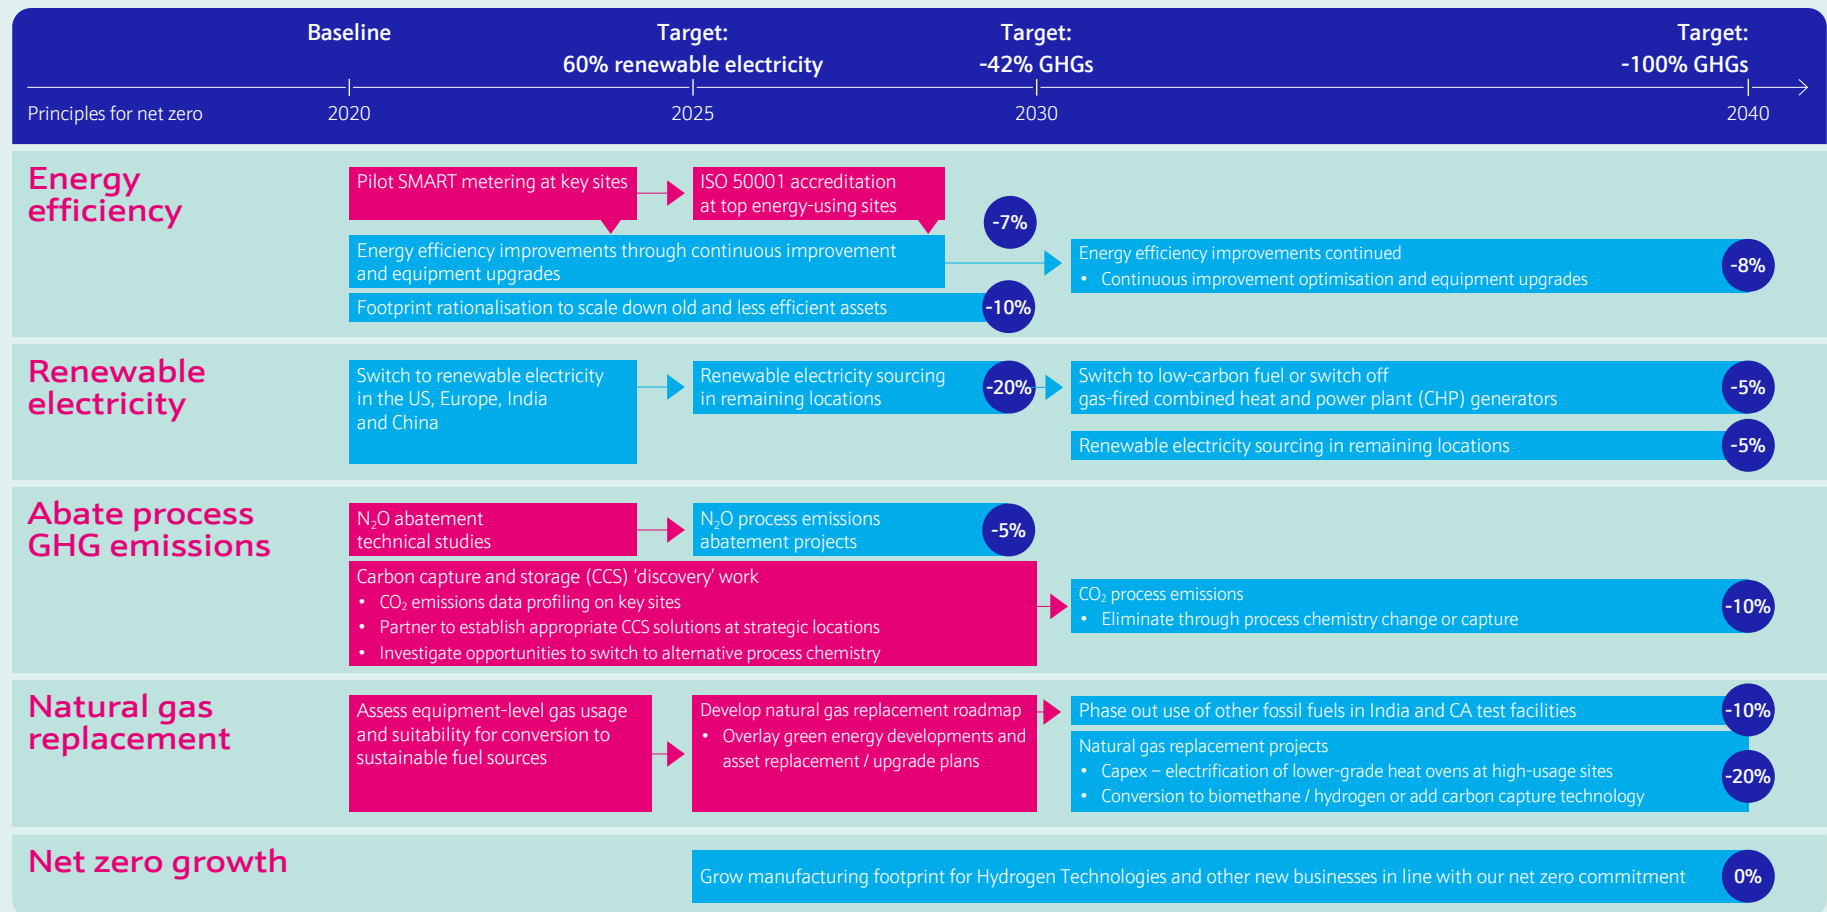 Baseline
Target:
60% renewable electricity
Target:
-42% GHGs
Target:
-100% GHGs
Principles for net zero
2020
2025
2030
2040
Energy
efficiency
Pilot SMART metering at key sites
ISO 50001 accreditation
at top energy-using sites
-7%
Energy efficiency improvements through continuous improvement
and equipment upgrades
Energy efficiency improvements continued
• Continuous improvement optimisation and equipment upgrades
-8%
Footprint rationalisation to scale down old and less efficient assets
-10%
Renewable
electricity
Switch to renewable electricity
in the US, Europe, India
and China
Renewable electricity sourcing
in remaining locations
-20%
Switch to low-carbon fuel or switch off
gas-fired combined heat and power plant (CHP) generators
-5%
Renewable electricity sourcing in remaining locations
-5%
Abate process
GHG emissions
N₂O abatement
technical studies
N₂O process emissions
abatement projects
-5%
Carbon capture and storage (CCS) ‘discovery’ work
• CO₂ emissions data profiling on key sites
• Partner to establish appropriate CCS solutions at strategic locations
• Investigate opportunities to switch to alternative process chemistry
CO₂ process emissions
• Eliminate through process chemistry change or capture
-10%
Natural gas
replacement
Assess equipment-level gas usage
and suitability for conversion to
sustainable fuel sources
Develop natural gas replacement roadmap
• Overlay green energy developments and
asset replacement / upgrade plans
Phase out use of other fossil fuels in India and CA test facilities
-10%
Natural gas replacement projects
• Capex – electrification of lower-grade heat ovens at high-usage sites
• Conversion to biomethane / hydrogen or add carbon capture technology
-20%
Net zero growth
Grow manufacturing footprint for Hydrogen Technologies and other new businesses in line with our net zero commitment
0%